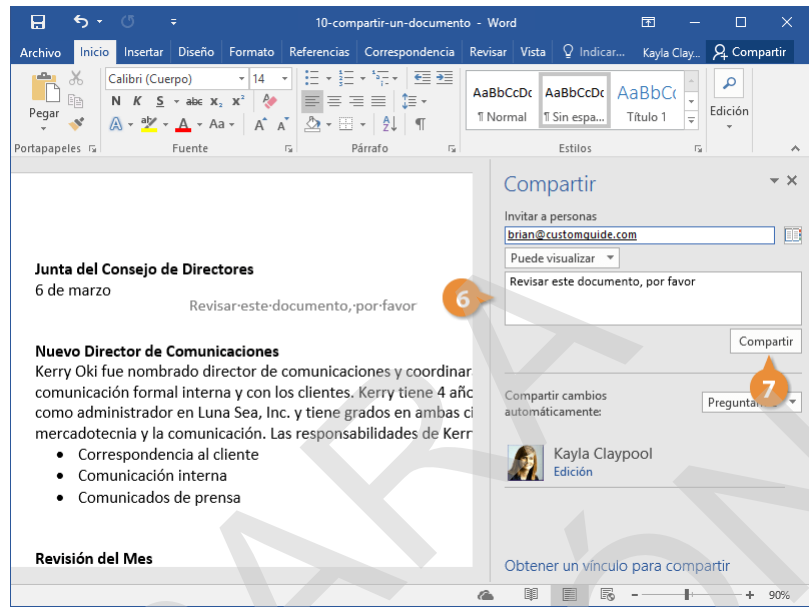 10-compartir-un-documento - Word
Archivo Inicio Insertar Diseño Formato Referencias Correspondencia Revisar Vista Indicar... Kayla Clay... Compartir
Pegar
Portapapeles
Calibri (Cuerpo) 14
N K S abc X₂ X²
A aby A Aa A A
Fuente
Párrafo
AaBbCcDc AaBbCcDc AaBbCc
¶ Normal ¶ Sin espa... Título 1
Estilos
Edición
Junta del Consejo de Directores
6 de marzo
Revisar·este·documento,·por·favor
Nuevo Director de Comunicaciones
Kerry Oki fue nombrado director de comunicaciones y coordinar
comunicación formal interna y con los clientes. Kerry tiene 4 año
como administrador en Luna Sea, Inc. y tiene grados en ambas ci
mercadotecnia y la comunicación. Las responsabilidades de Kerr
• Correspondencia al cliente
• Comunicación interna
• Comunicados de prensa
Revisión del Mes
Compartir
Invitar a personas
brian@customguide.com
Puede visualizar
6
Revisar este documento, por favor
Compartir
7
Compartir cambios
automáticamente:
Kayla Claypool
Edición
Obtener un vínculo para compartir
90%